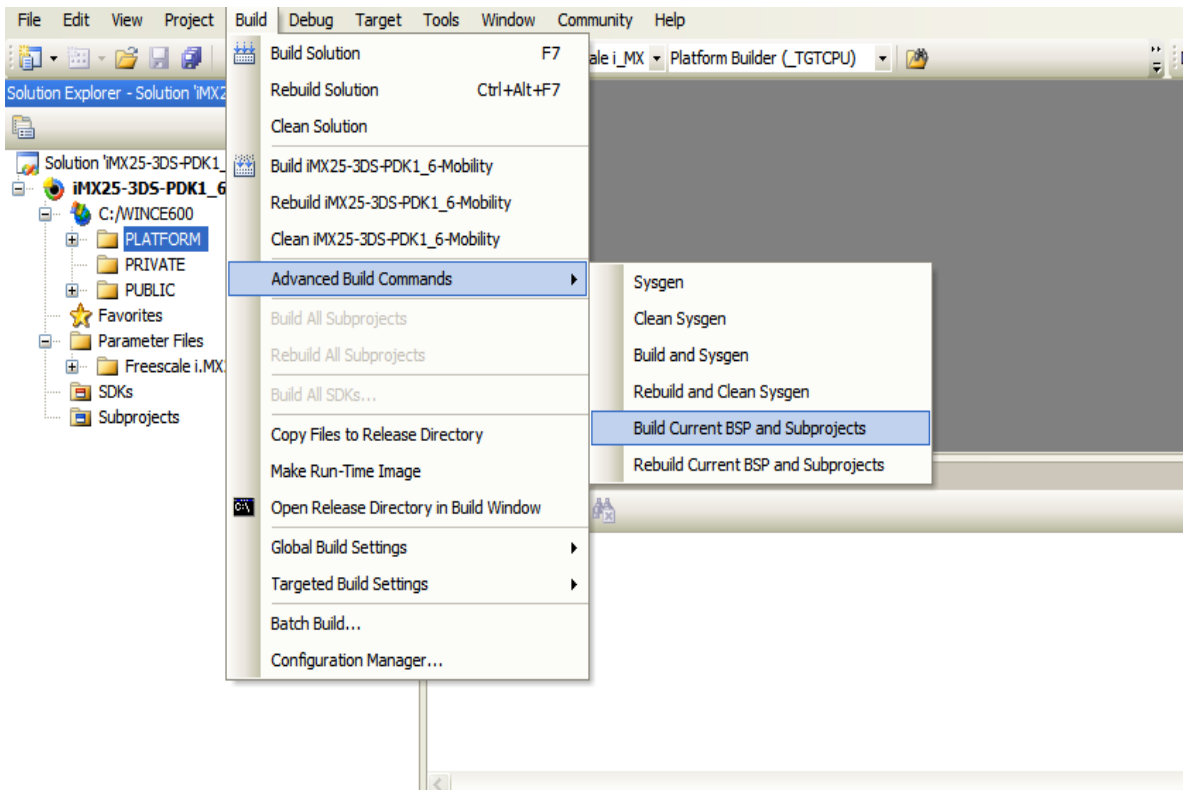 File Edit View Project Build Debug Target Tools Window Community Help
ale i_MX Platform Builder (_TGTCPU)
Solution Explorer - Solution 'iMX2
Solution 'iMX25-3DS-PDK1_
iMX25-3DS-PDK1_6
C:/WINCE600
PLATFORM
PRIVATE
PUBLIC
Favorites
Parameter Files
Freescale i.MX
SDKs
Subprojects
Build Solution F7
Rebuild Solution Ctrl+Alt+F7
Clean Solution
Build iMX25-3DS-PDK1_6-Mobility
Rebuild iMX25-3DS-PDK1_6-Mobility
Clean iMX25-3DS-PDK1_6-Mobility
Advanced Build Commands
Build All Subprojects
Rebuild All Subprojects
Build All SDKs...
Copy Files to Release Directory
Make Run-Time Image
Open Release Directory in Build Window
Global Build Settings
Targeted Build Settings
Batch Build...
Configuration Manager...
Sysgen
Clean Sysgen
Build and Sysgen
Rebuild and Clean Sysgen
Build Current BSP and Subprojects
Rebuild Current BSP and Subprojects